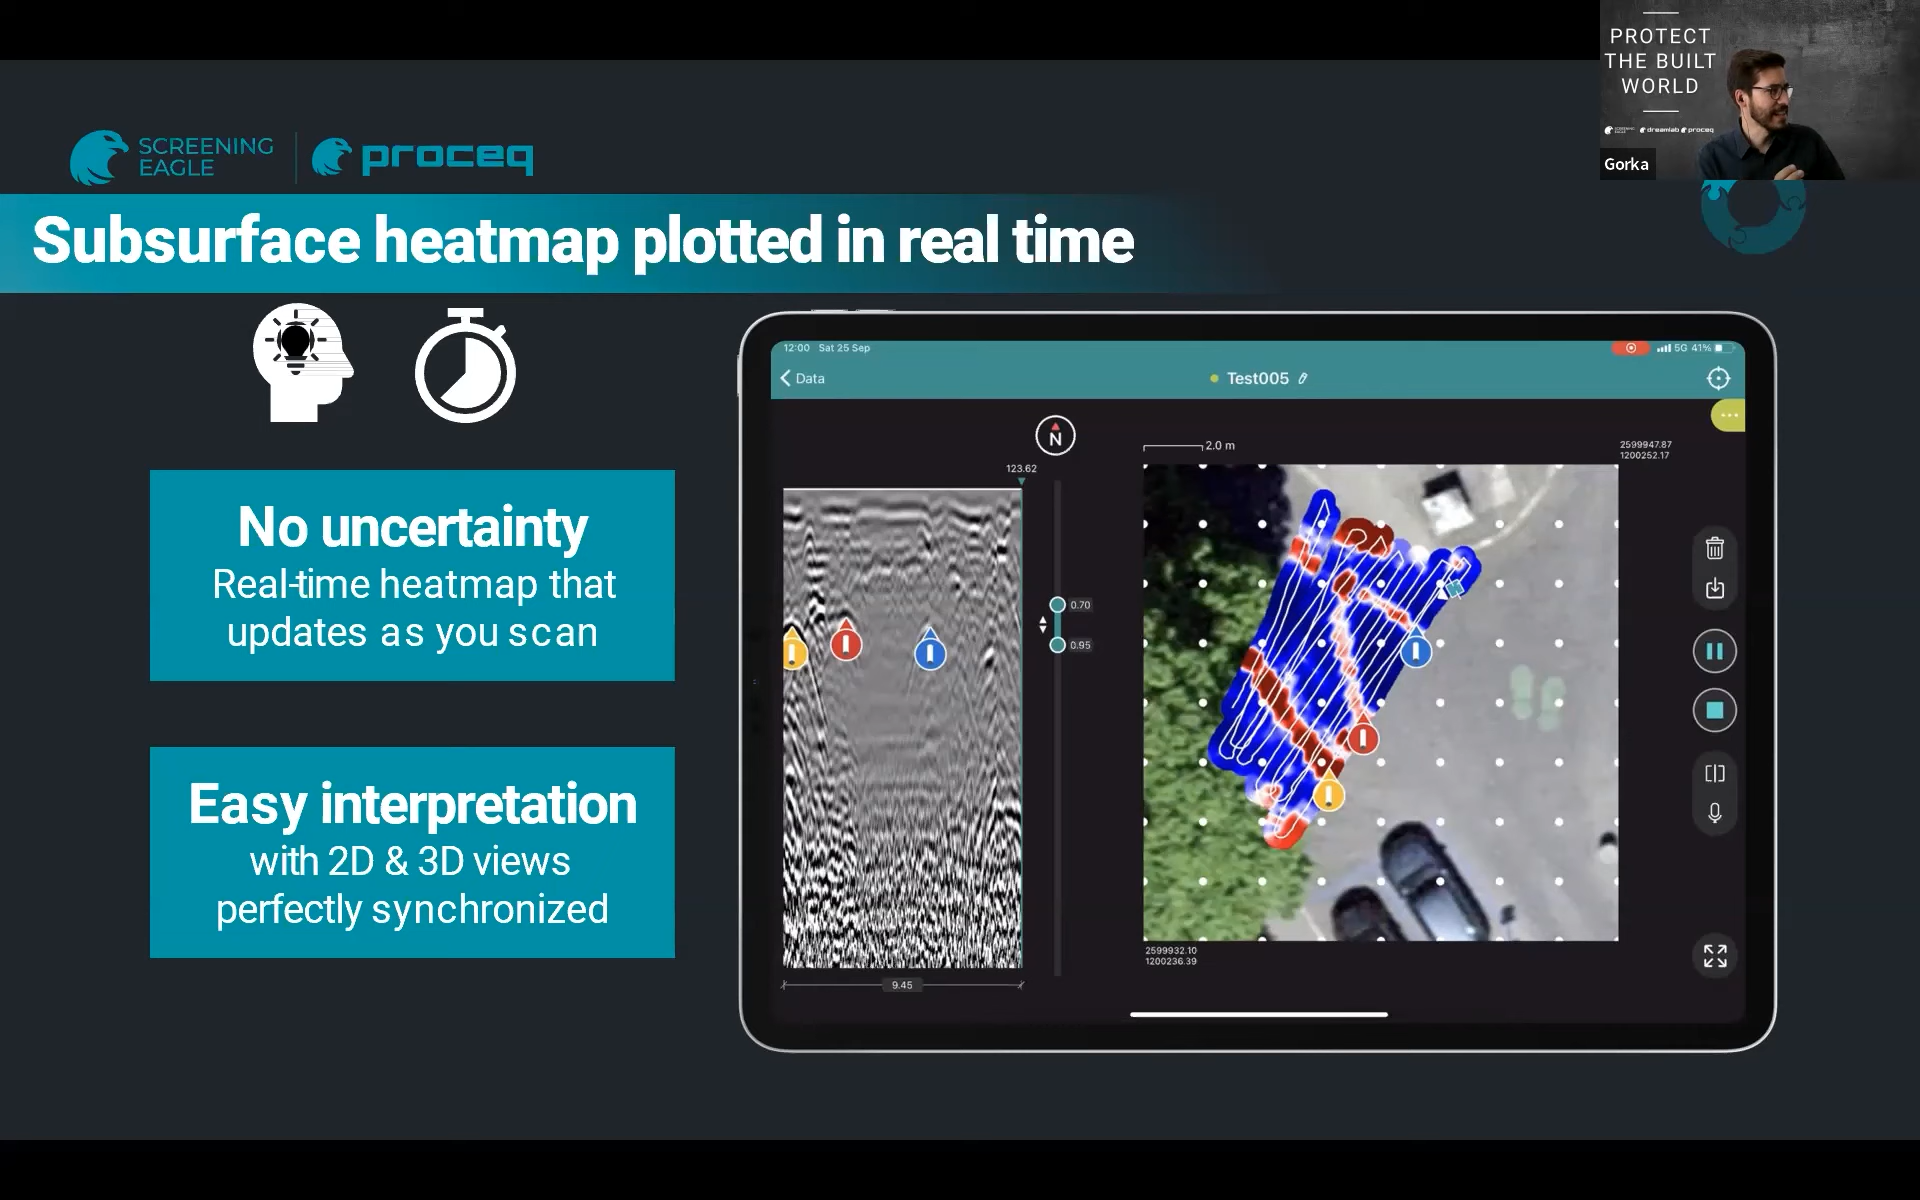 PROTECT
THE BUILT
WORLD
dreamlab proceq
Gorka
SCREENING
EAGLE
proceq
Subsurface heatmap plotted in real time
No uncertainty
Real-time heatmap that
updates as you scan
Easy interpretation
with 2D & 3D views
perfectly synchronized
12:00 Sat 25 Sep
5G 41%
Data
Test005
N
123.62
2.0 m
2599947.87
1200252.17
0.70
0.95
2599932.10
1200236.39
9.45